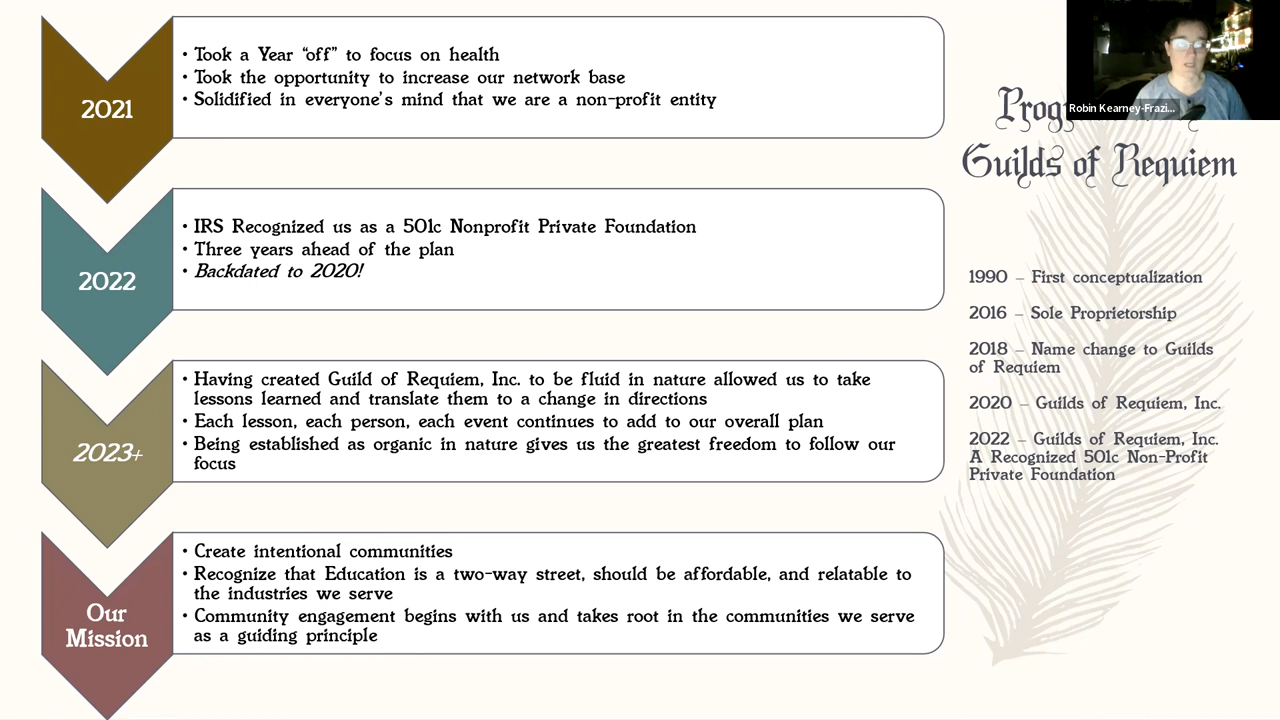 2021
• Took a Year “off” to focus on health
• Took the opportunity to increase our network base
• Solidified in everyone’s mind that we are a non-profit entity
2022
• IRS Recognized us as a 501c Nonprofit Private Foundation
• Three years ahead of the plan
• Backdated to 2020!
2023+
• Having created Guild of Requiem, Inc. to be fluid in nature allowed us to take
lessons learned and translate them to a change in directions
• Each lesson, each person, each event continues to add to our overall plan
• Being established as organic in nature gives us the greatest freedom to follow our
focus
Our
Mission
• Create intentional communities
• Recognize that Education is a two-way street, should be affordable, and relatable to
the industries we serve
• Community engagement begins with us and takes root in the communities we serve
as a guiding principle
Robin Kearney-Frazi...
Guilds of Requiem
1990 – First conceptualization
2016 – Sole Proprietorship
2018 – Name change to Guilds
of Requiem
2020 – Guilds of Requiem, Inc.
2022 – Guilds of Requiem, Inc.
A Recognized 501c Non-Profit
Private Foundation